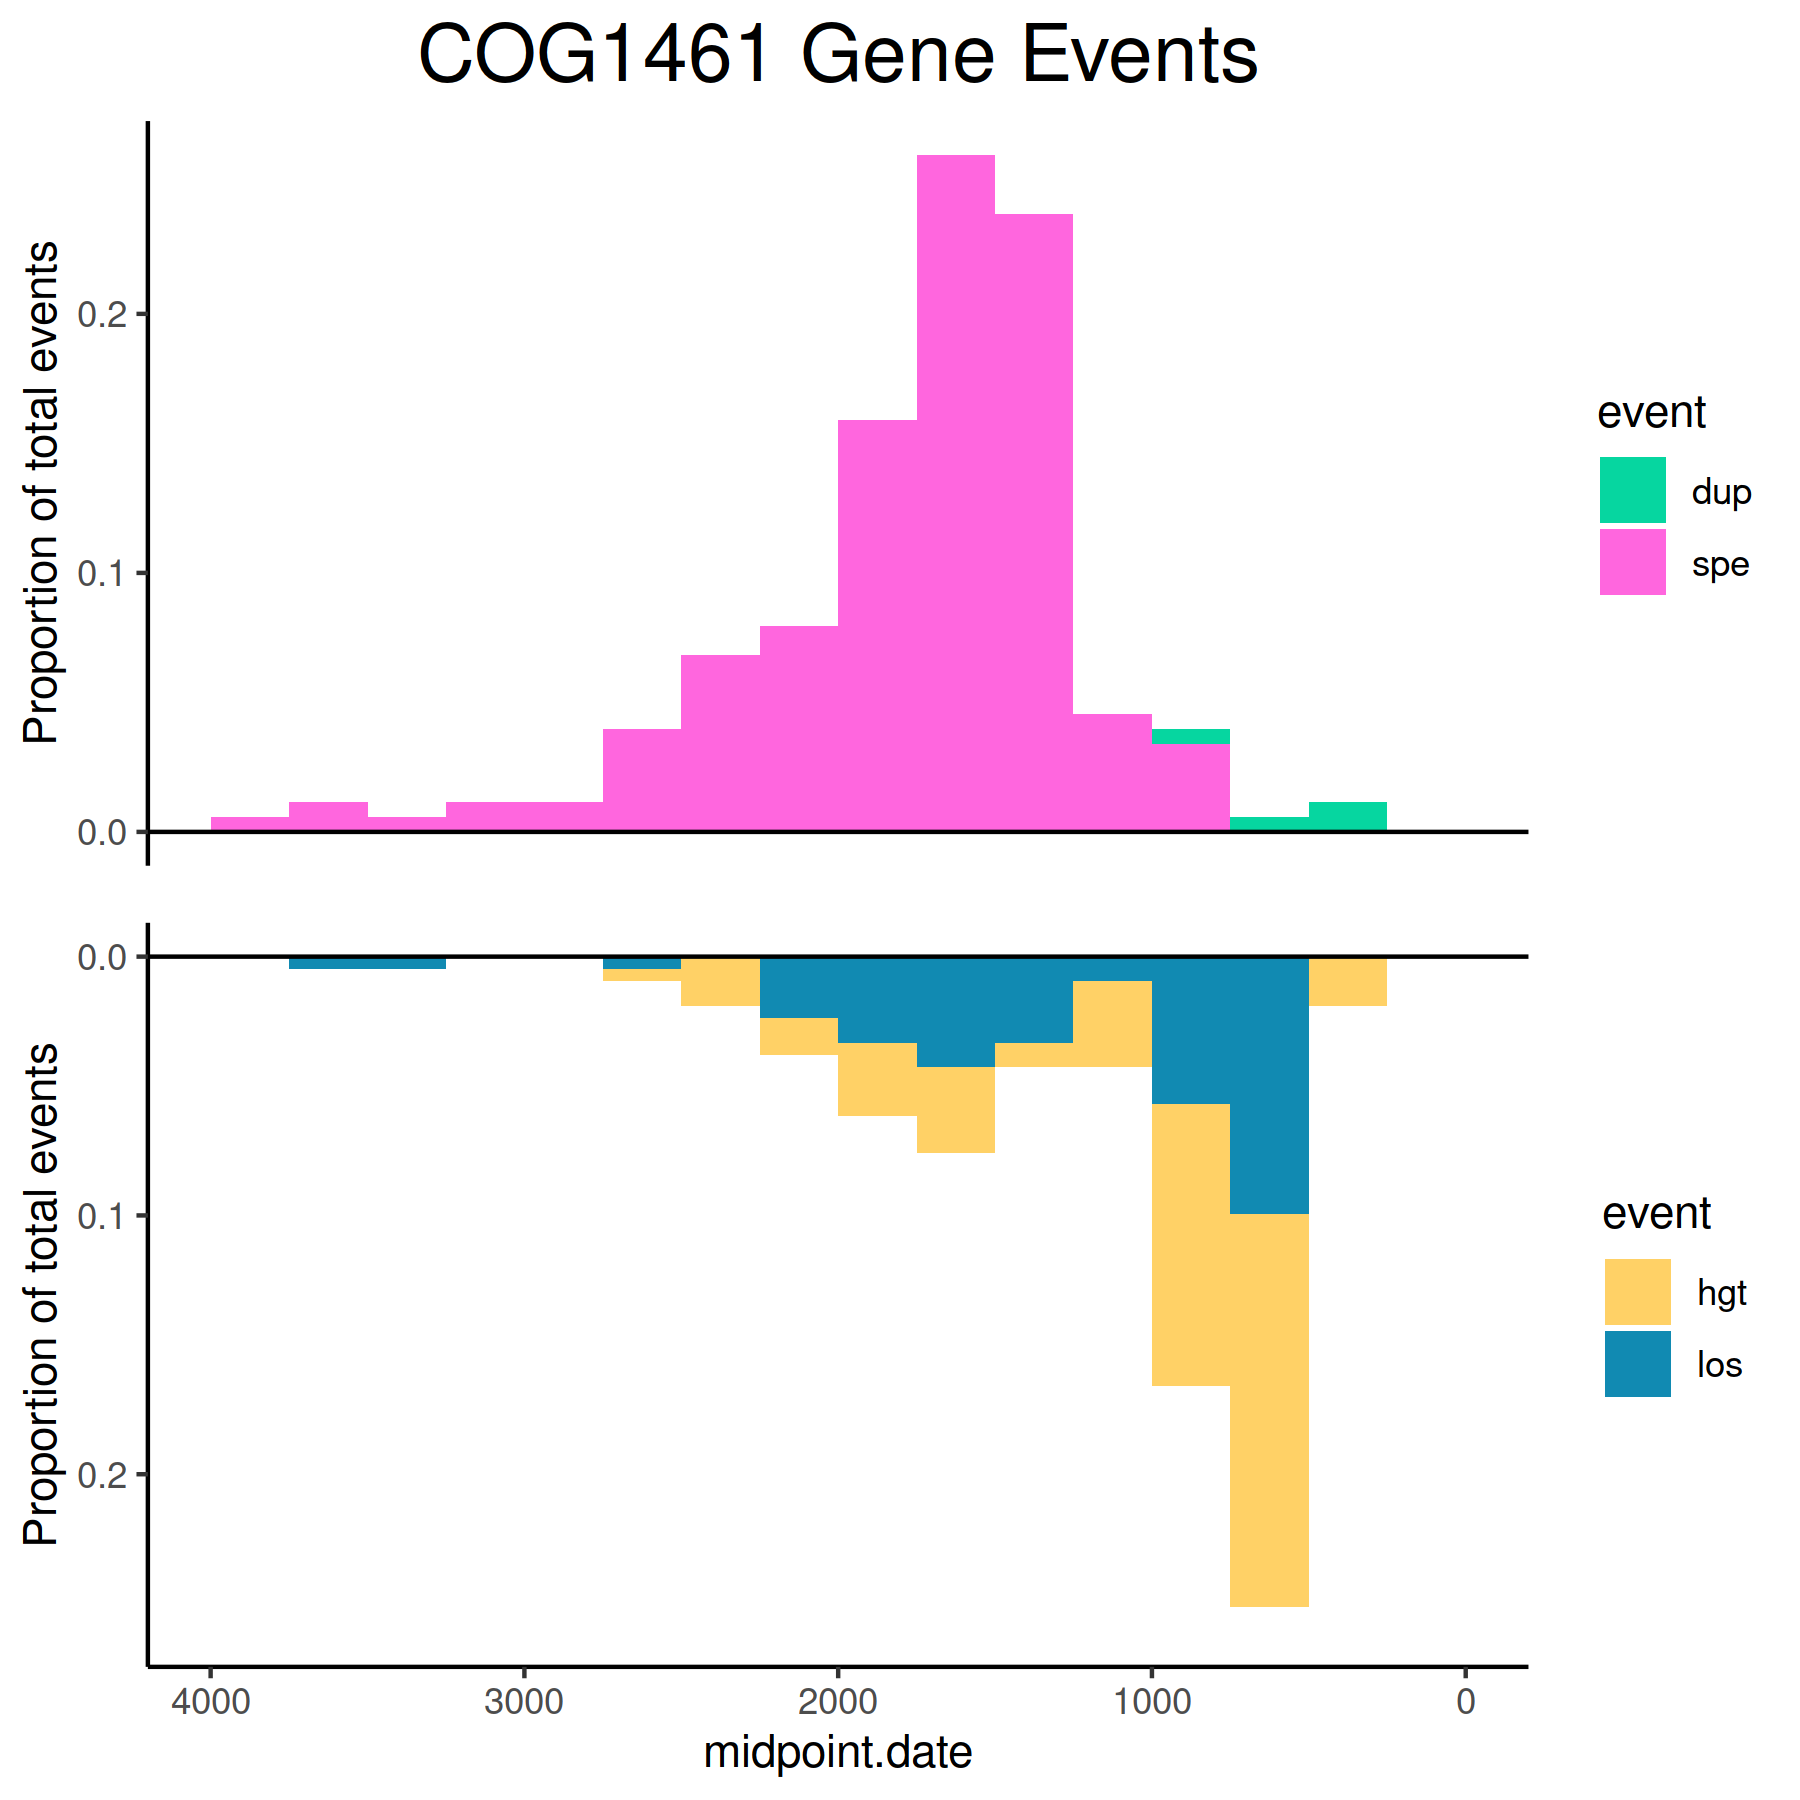 COG1461 Gene Events
Proportion of total events
0.2
0.1
0.0
event
dup
spe
Proportion of total events
0.0
0.1
0.2
event
hgt
los
4000 3000 2000 1000 0
midpoint.date